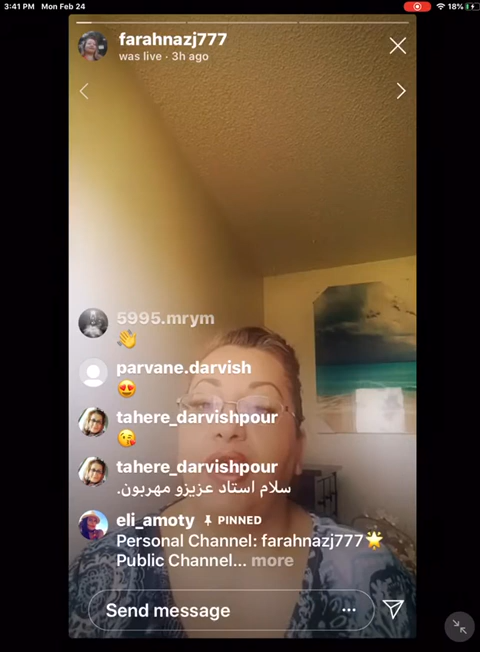 3:41 PM Mon Feb 24
18%
farahnazj777
was live · 3h ago
5995.mrym
👋
parvane.darvish
😍
tahere_darvishpour
😘
tahere_darvishpour
سلام استاد عزیزو مهربون.
eli_amoty PINNED
Personal Channel: farahnazj777🌟
Public Channel... more
Send message